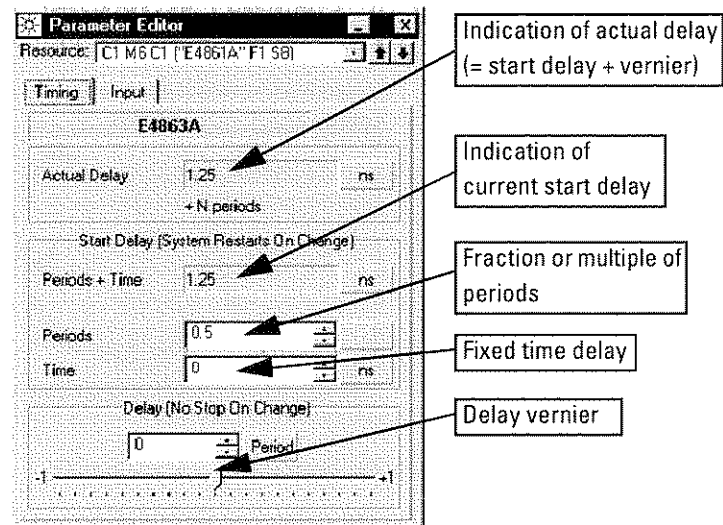 Parameter Editor
Resource: C1 M6 C1 ("E4861A" F1 S8)
Timing Input
E4863A
Actual Delay 1.25 ns
+ N periods
Start Delay (System Restarts On Change)
Periods + Time 1.25 ns
Periods 0.5
Time 0 ns
Delay (No Stop On Change)
0 Period
-1 +1
Indication of actual delay
(= start delay + vernier)
Indication of
current start delay
Fraction or multiple of
periods
Fixed time delay
Delay vernier